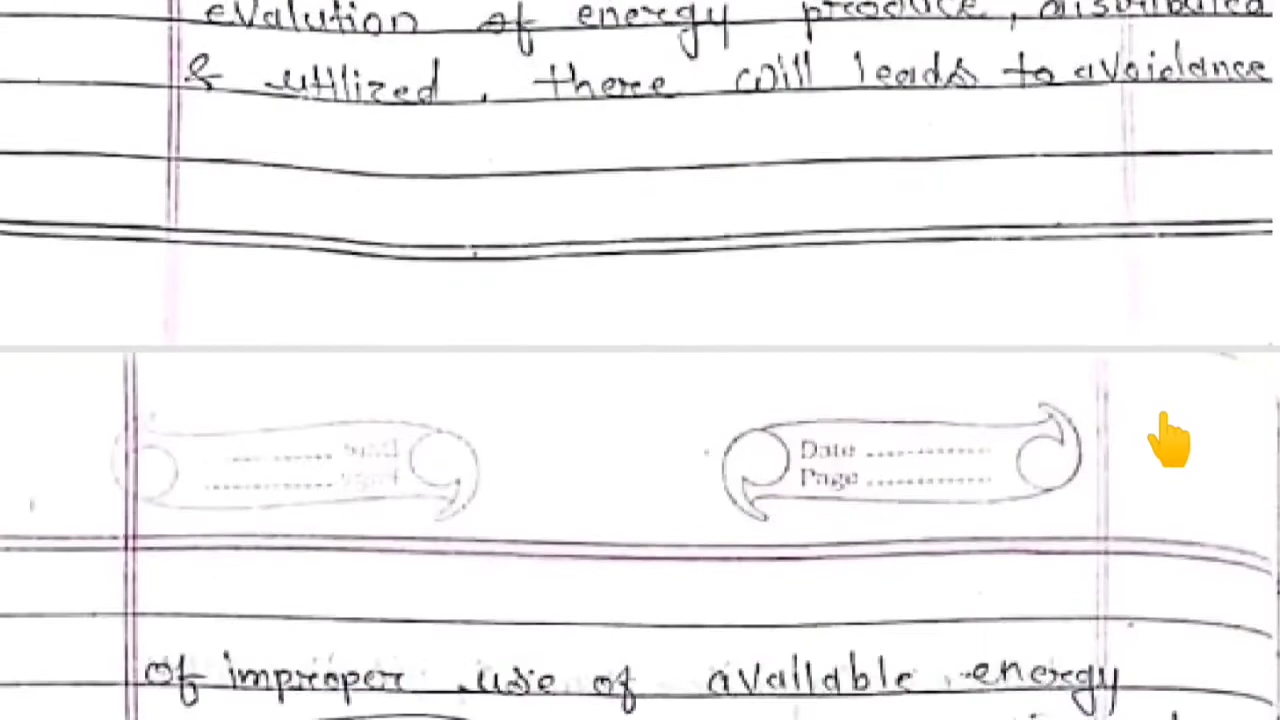 evalution of energy produce, distributed
& utilized. there will leads to avoidance
Date
Page
of improper use of available energy